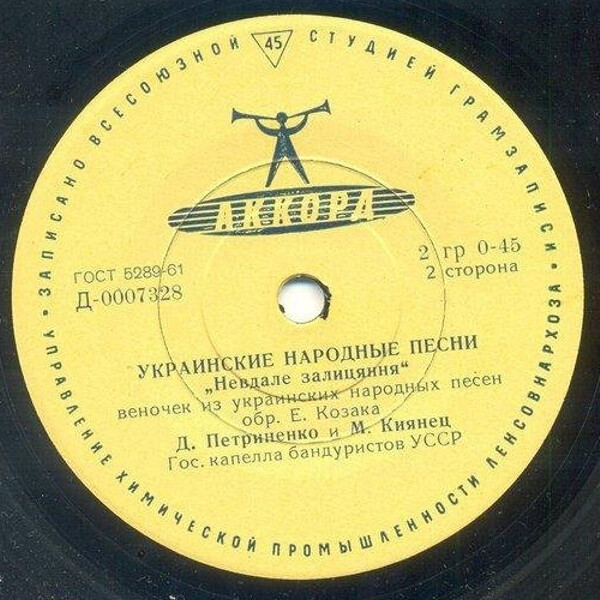 • ЗАПИСАНО ВСЕСОЮЗНОЙ СТУДИЕЙ ГРАМЗАПИСИ •
45
АККОРД
ГОСТ 5289-61
Д-0007328
2 гр 0-45
2 сторона
УКРАИНСКИЕ НАРОДНЫЕ ПЕСНИ
„Невдале залицяння“
веночек из украинских народных песен
обр. Е. Козака
Д. Петриненко и М. Киянец
Гос. капелла бандуристов УССР
УПРАВЛЕНИЕ ХИМИЧЕСКОЙ ПРОМЫШЛЕННОСТИ ЛЕНСОВНАРХОЗА